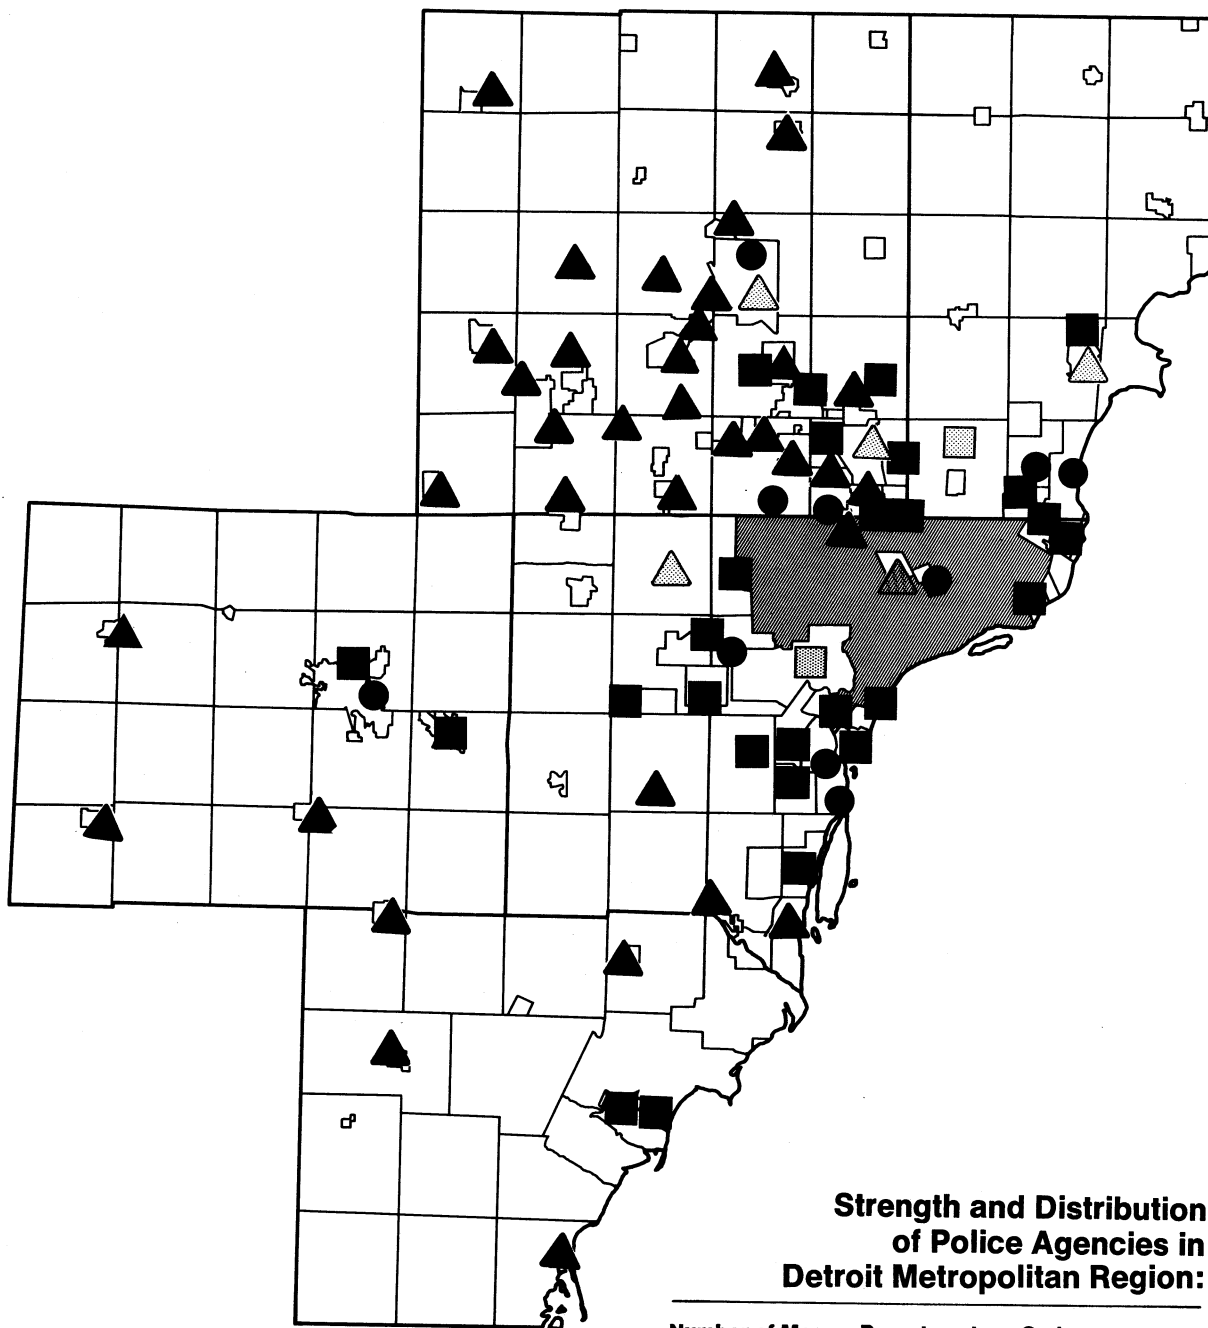 Strength and Distribution
of Police Agencies in
Detroit Metropolitan Region: